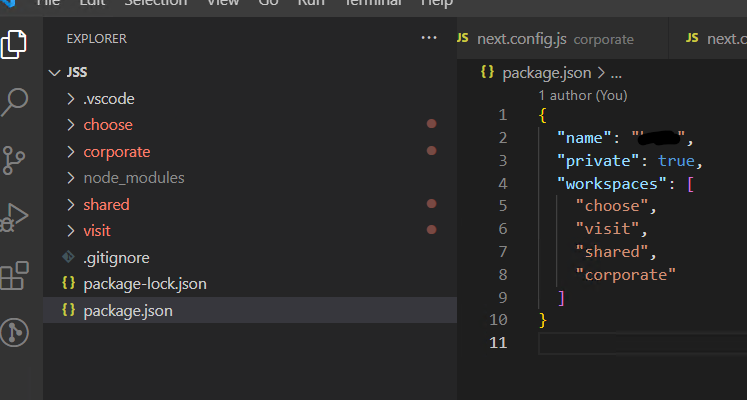 File Edit Selection View Go Run Terminal Help
EXPLORER ...
JSS
.vscode
choose
corporate
node_modules
shared
visit
.gitignore
{} package-lock.json
{} package.json
JS next.config.js corporate JS next.c
{} package.json > ...
1 author (You)
1 {
2 "name": "",
3 "private": true,
4 "workspaces": [
5 "choose",
6 "visit",
7 "shared",
8 "corporate"
9 ]
10 }
11